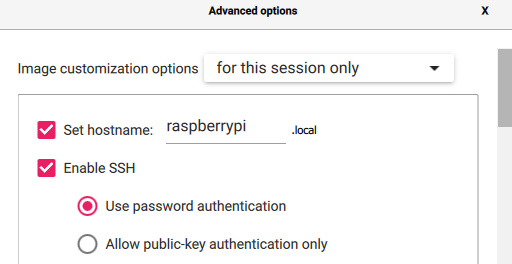 Advanced options X
Image customization options for this session only
Set hostname: raspberrypi .local
Enable SSH
Use password authentication
Allow public-key authentication only